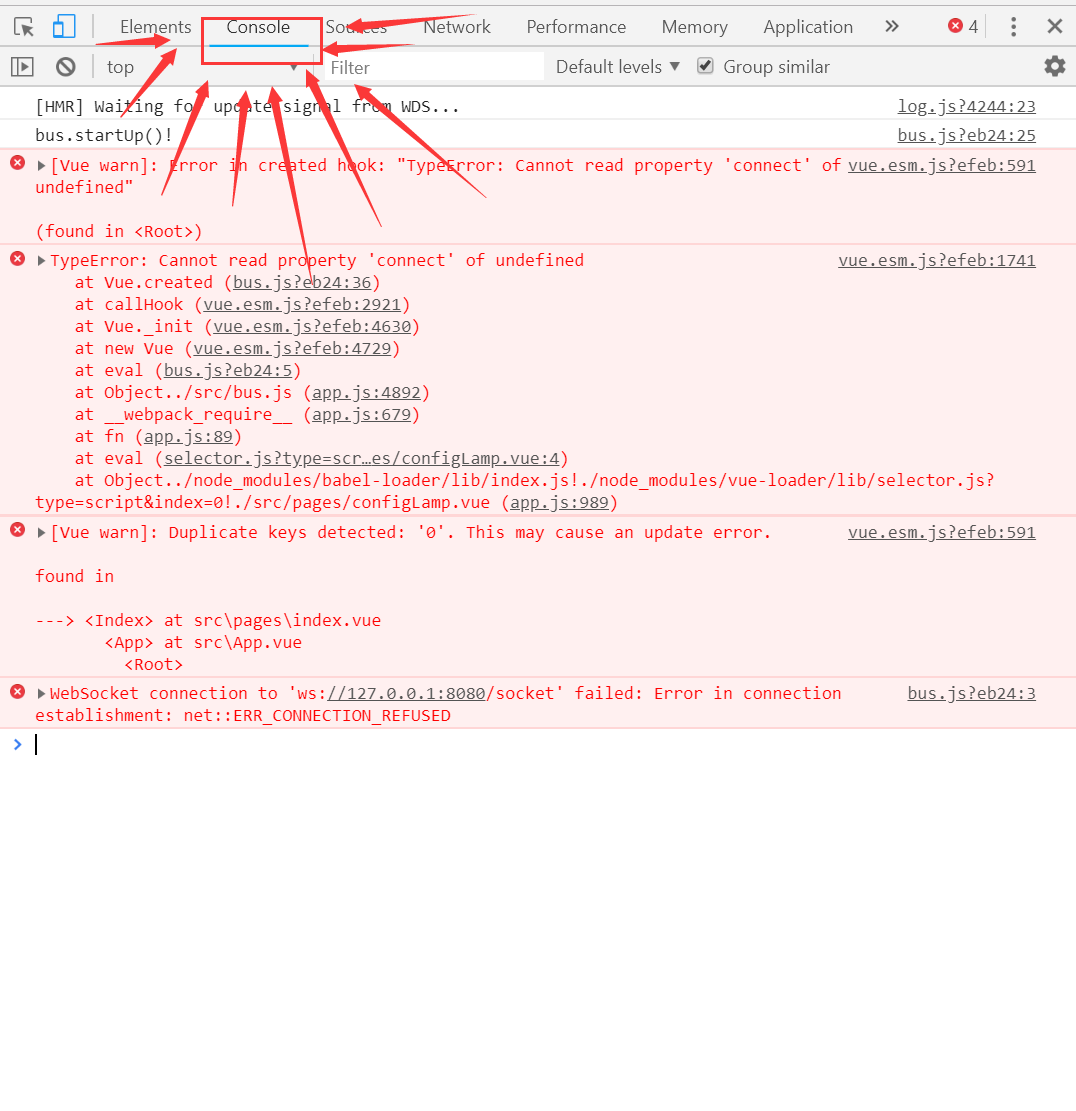 Elements Console Sources Network Performance Memory Application » 4
top Filter Default levels ▼ Group similar
[HMR] Waiting for update signal from WDS... log.js?4244:23
bus.startUp()! bus.js?eb24:25
[Vue warn]: Error in created hook: "TypeError: Cannot read property 'connect' of vue.esm.js?efeb:591
undefined"
(found in <Root>)
TypeError: Cannot read property 'connect' of undefined vue.esm.js?efeb:1741
at Vue.created (bus.js?eb24:36)
at callHook (vue.esm.js?efeb:2921)
at Vue._init (vue.esm.js?efeb:4630)
at new Vue (vue.esm.js?efeb:4729)
at eval (bus.js?eb24:5)
at Object../src/bus.js (app.js:4892)
at __webpack_require__ (app.js:679)
at fn (app.js:89)
at eval (selector.js?type=scr…es/configLamp.vue:4)
at Object../node_modules/babel-loader/lib/index.js!./node_modules/vue-loader/lib/selector.js?
type=script&index=0!./src/pages/configLamp.vue (app.js:989)
[Vue warn]: Duplicate keys detected: '0'. This may cause an update error. vue.esm.js?efeb:591
found in
---> <Index> at src\pages\index.vue
<App> at src\App.vue
<Root>
WebSocket connection to 'ws://127.0.0.1:8080/socket' failed: Error in connection bus.js?eb24:3
establishment: net::ERR_CONNECTION_REFUSED